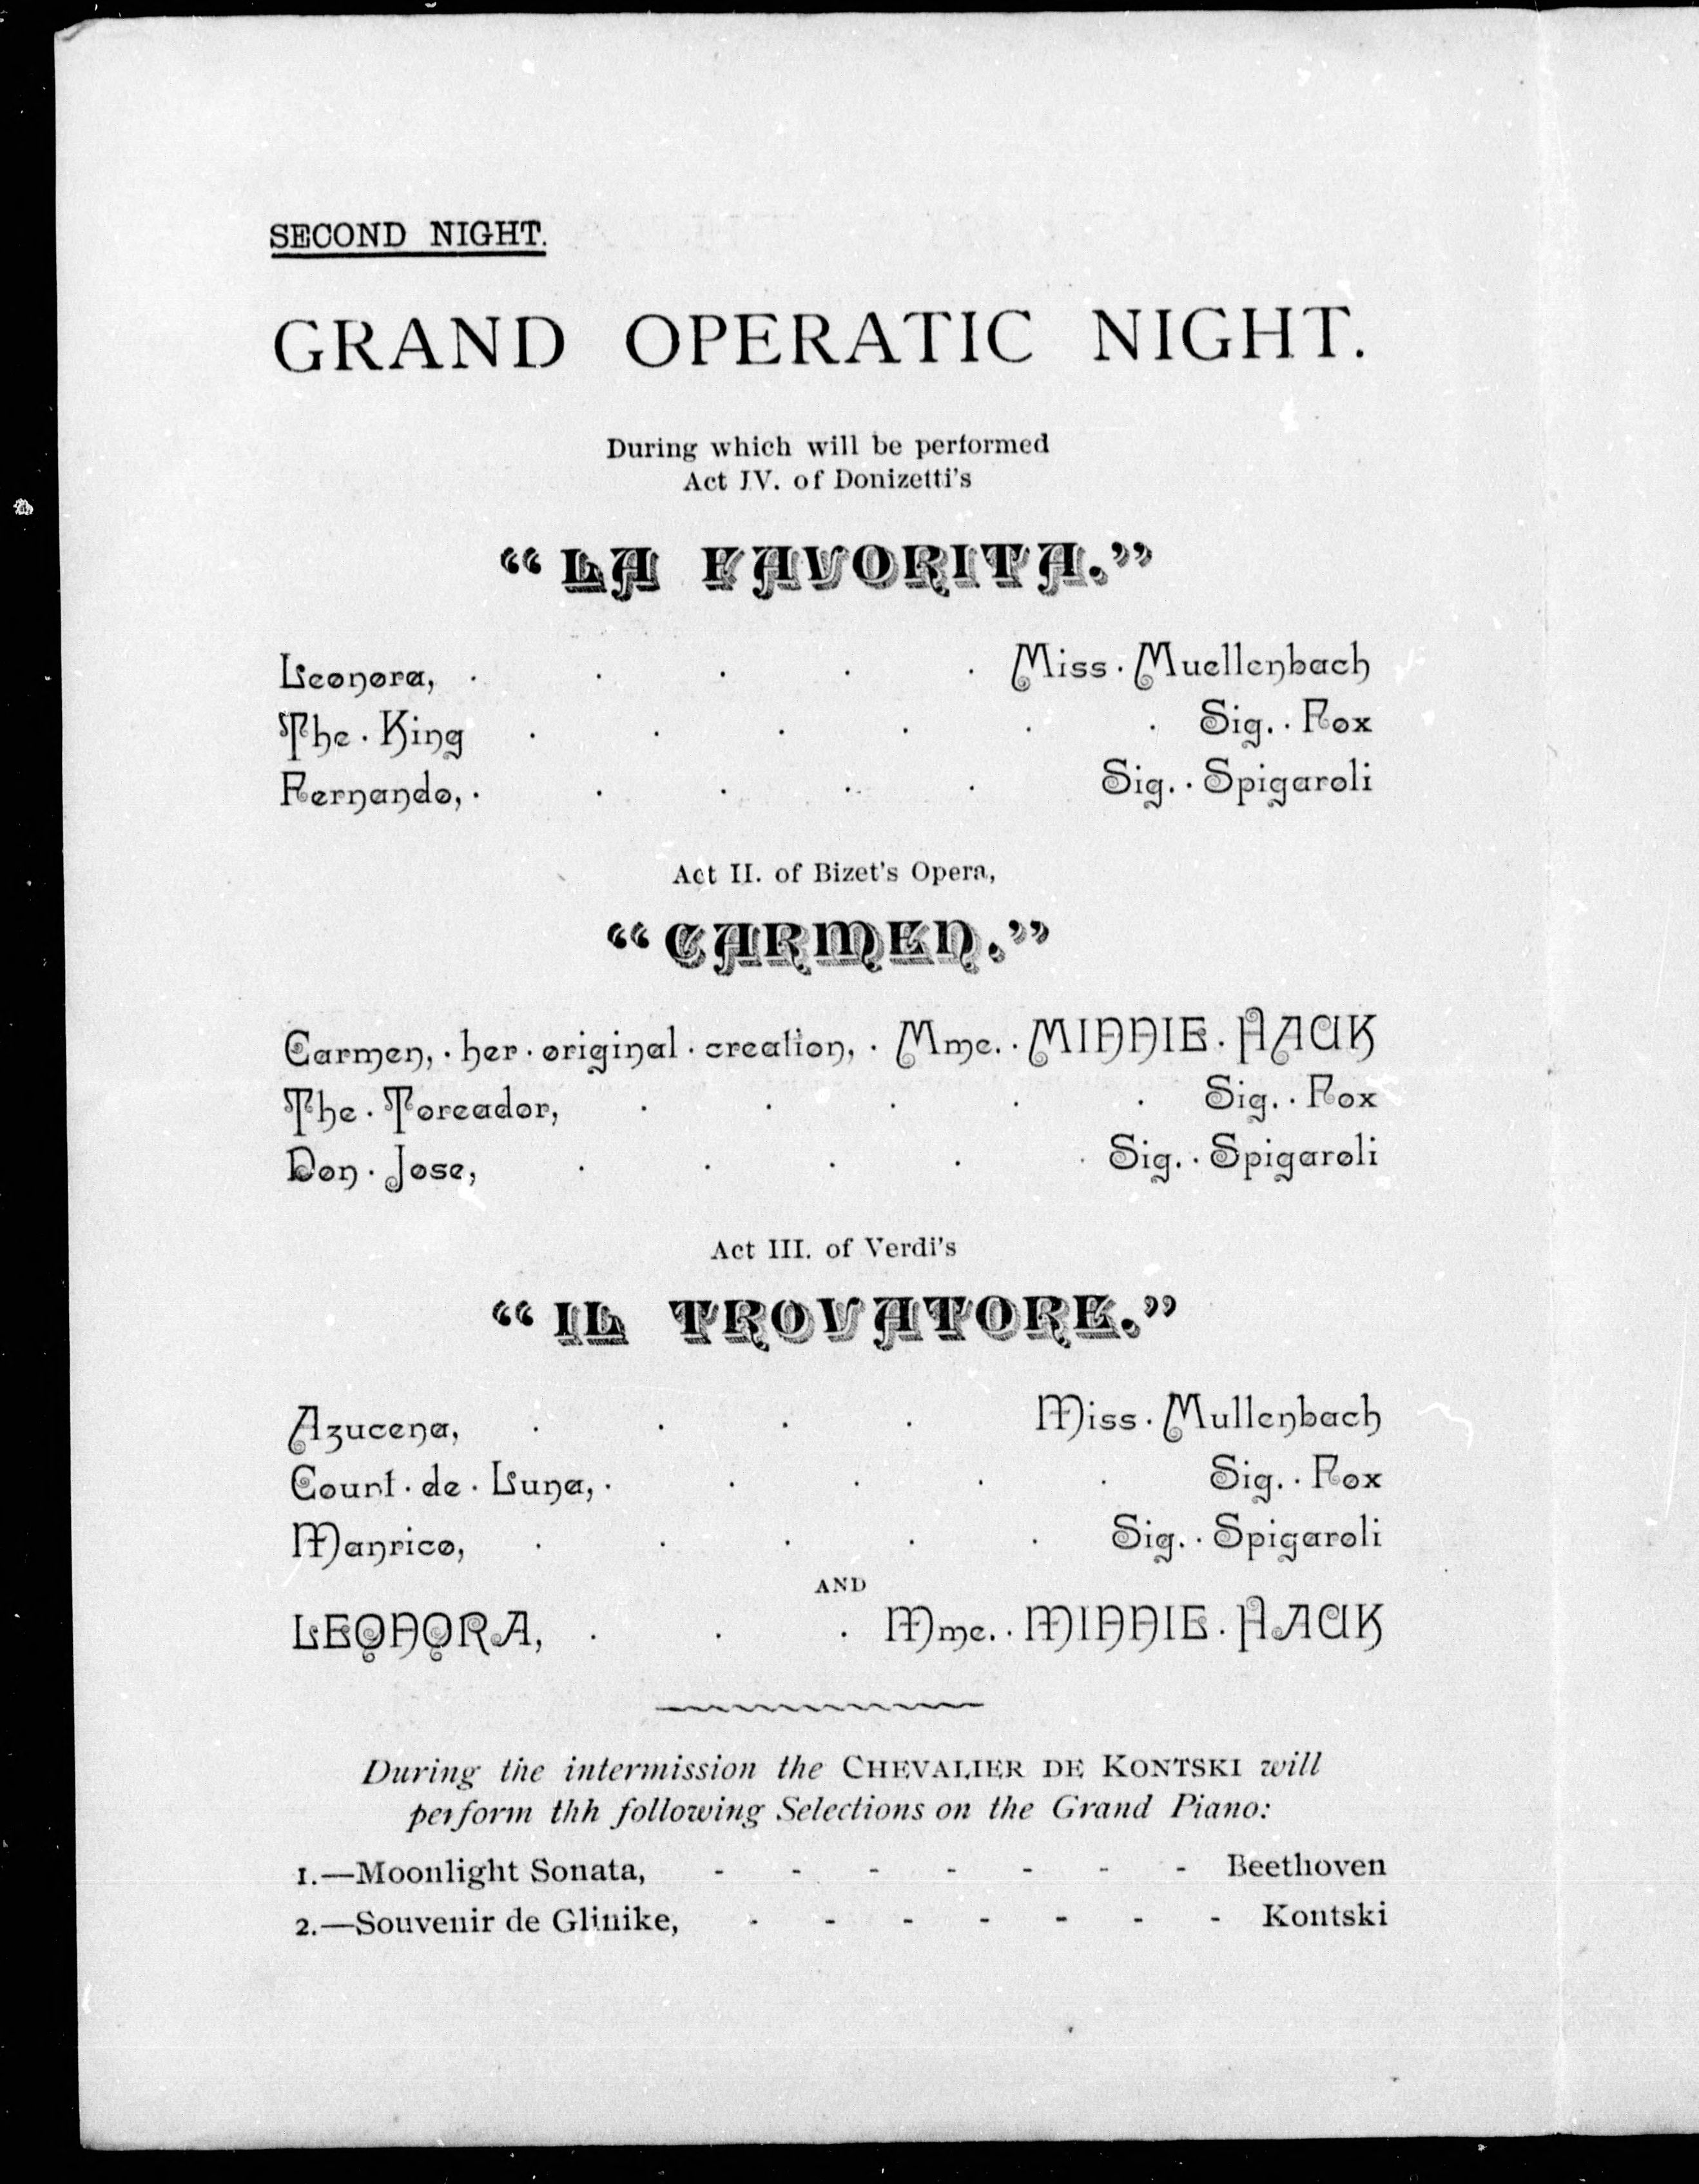 SECOND NIGHT.
GRAND OPERATIC NIGHT.
During which will be performed
Act IV. of Donizetti's
“LA FAVORITA.”
Leonora, . . . . . Miss · Muellenbach
The · King . . . . . . Sig. · Fox
Fernando, . . . . . Sig. · Spigaroli
Act II. of Bizet's Opera,
“CARMEN.”
Carmen, · her · original · creation, · Mme. · MINNIE · HAUK
The · Toreador, . . . . . Sig. · Fox
Don · Jose, . . . . . Sig. · Spigaroli
Act III. of Verdi's
“IL TROVATORE.”
Azucena, . . . . Miss · Mullenbach
Count · de · Luna, . . . . . Sig. · Fox
Manrico, . . . . . Sig. · Spigaroli
AND
LEONORA, . . . Mme. · MINNIE · HAUK
During the intermission the CHEVALIER DE KONTSKI will
perform thh following Selections on the Grand Piano:
1.—Moonlight Sonata, - - - - - - - Beethoven
2.—Souvenir de Glinike, - - - - - - - Kontski